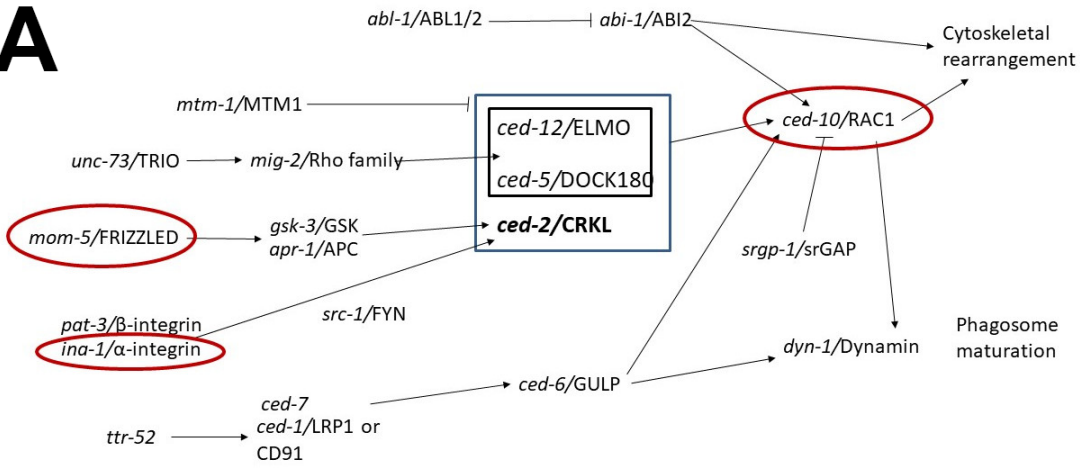 A
abl-1/ABL1/2
abi-1/ABI2
Cytoskeletal
rearrangement
mtm-1/MTM1
ced-12/ELMO
ced-10/RAC1
unc-73/TRIO
mig-2/Rho family
ced-5/DOCK180
mom-5/FRIZZLED
gsk-3/GSK
apr-1/APC
ced-2/CRKL
srgp-1/srGAP
src-1/FYN
pat-3/β-integrin
ina-1/α-integrin
dyn-1/Dynamin
Phagosome
maturation
ced-6/GULP
ced-7
ced-1/LRP1 or
CD91
ttr-52